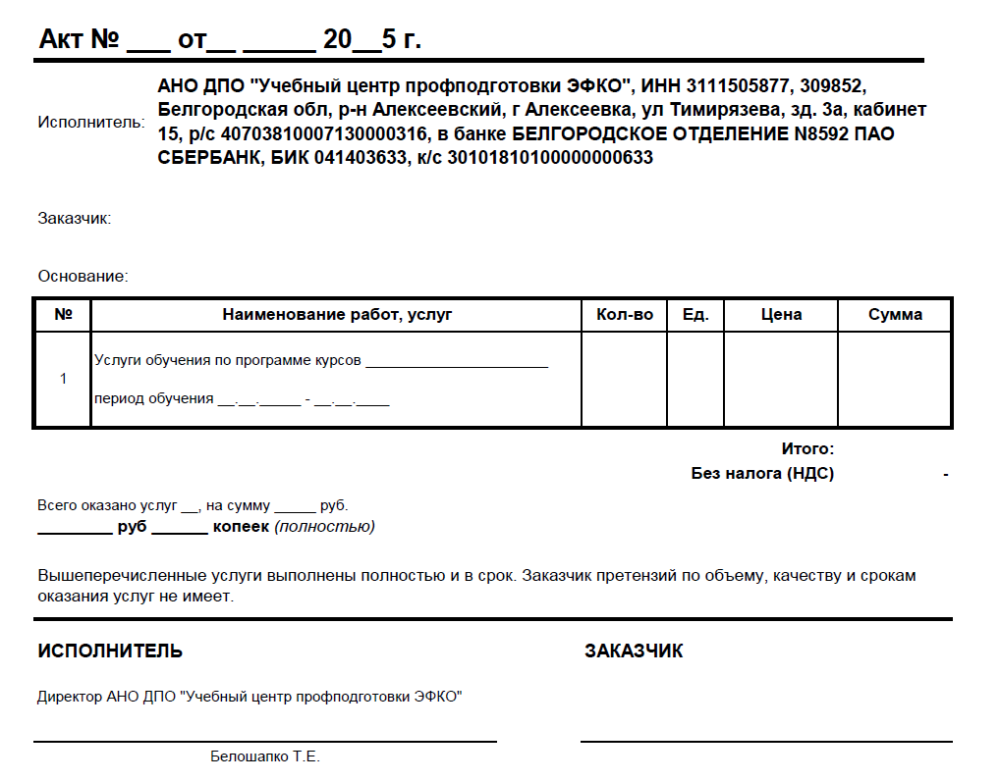 Акт № ___ от__ _____ 20__5 г.
Исполнитель:
АНО ДПО "Учебный центр профподготовки ЭФКО", ИНН 3111505877, 309852,
Белгородская обл, р-н Алексеевский, г Алексеевка, ул Тимирязева, зд. 3а, кабинет
15, р/с 40703810007130000316, в банке БЕЛГОРОДСКОЕ ОТДЕЛЕНИЕ N8592 ПАО
СБЕРБАНК, БИК 041403633, к/с 30101810100000000633
Заказчик:
Основание:
№ Наименование работ, услуг Кол-во Ед. Цена Сумма
1
Услуги обучения по программе курсов ______________________
период обучения __.__._____ - __.__.____
Итого:
Без налога (НДС) -
Всего оказано услуг __, на сумму _____ руб.
________ руб ______ копеек (полностью)
Вышеперечисленные услуги выполнены полностью и в срок. Заказчик претензий по объему, качеству и срокам
оказания услуг не имеет.
ИСПОЛНИТЕЛЬ ЗАКАЗЧИК
Директор АНО ДПО "Учебный центр профподготовки ЭФКО"
Белошапко Т.Е.